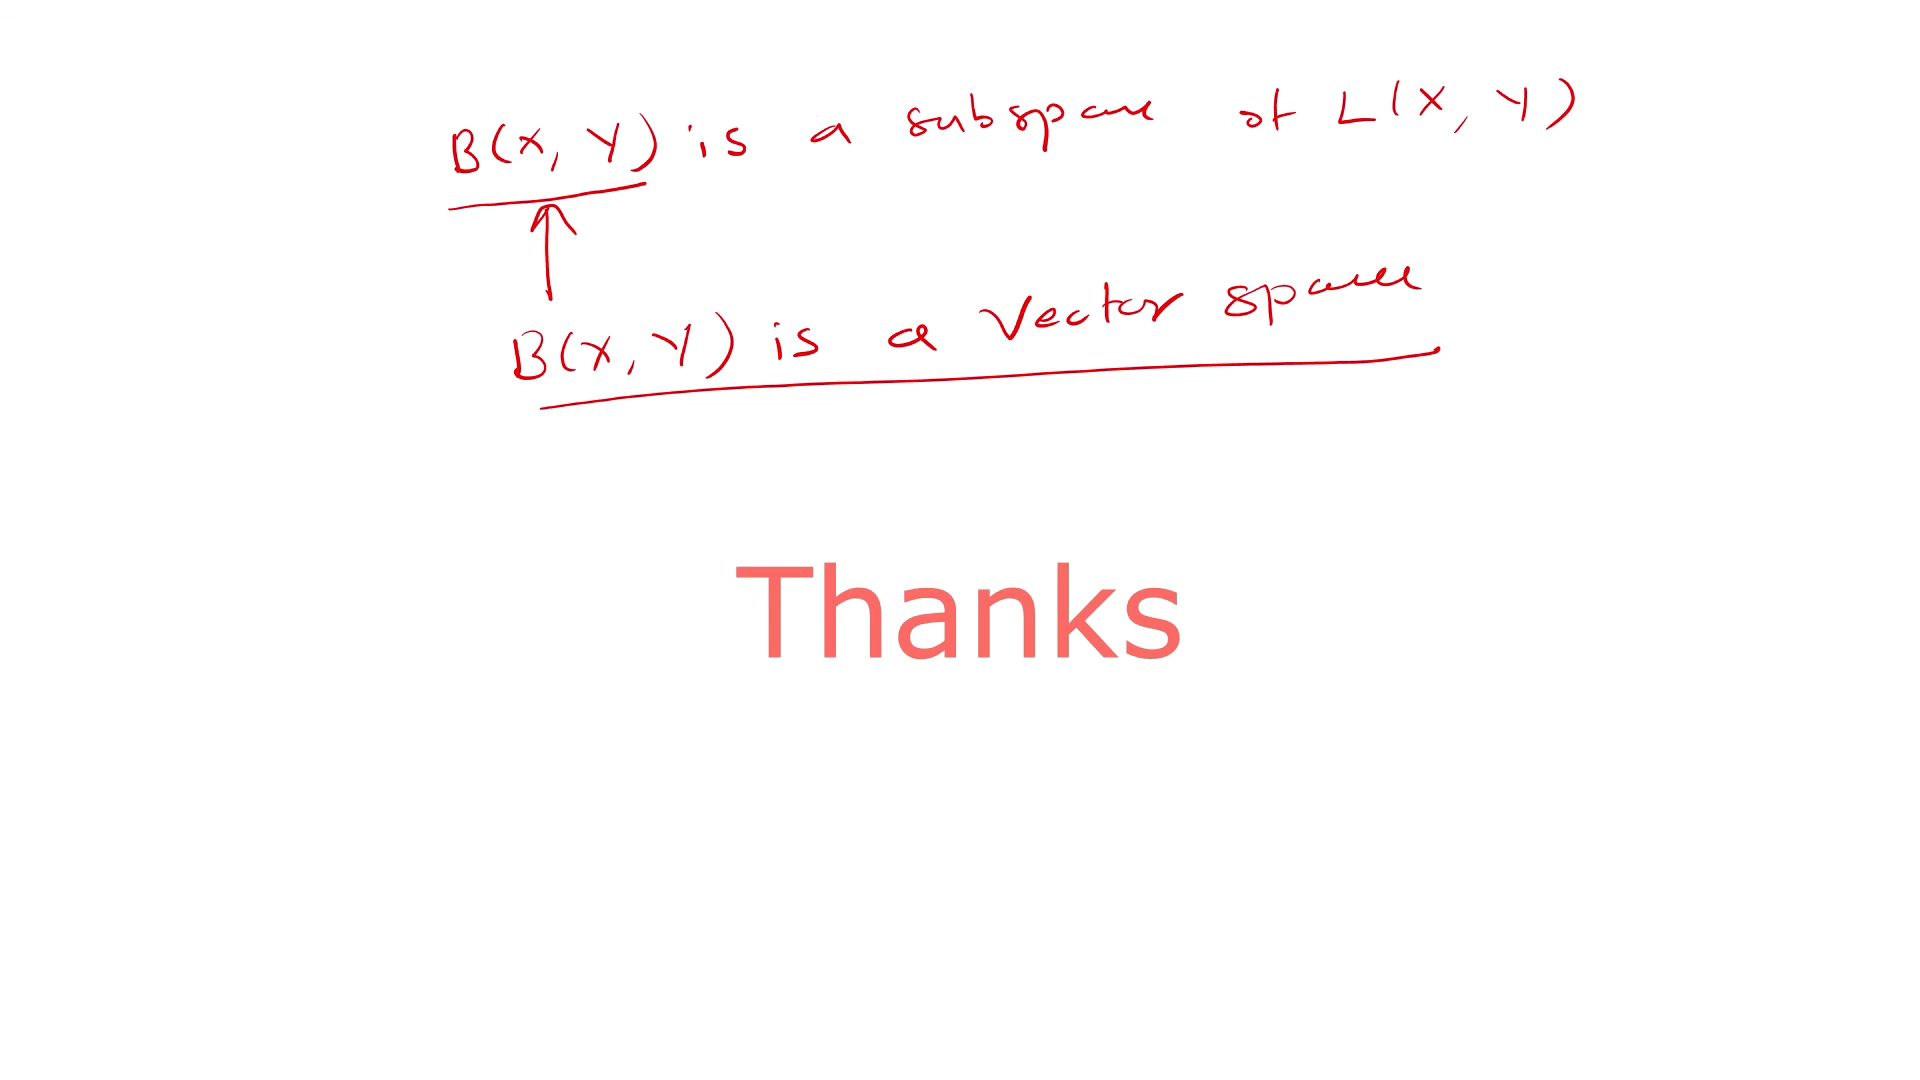 B(X, Y) is a subspace of L(X, Y)
B(X, Y) is a Vector space
Thanks